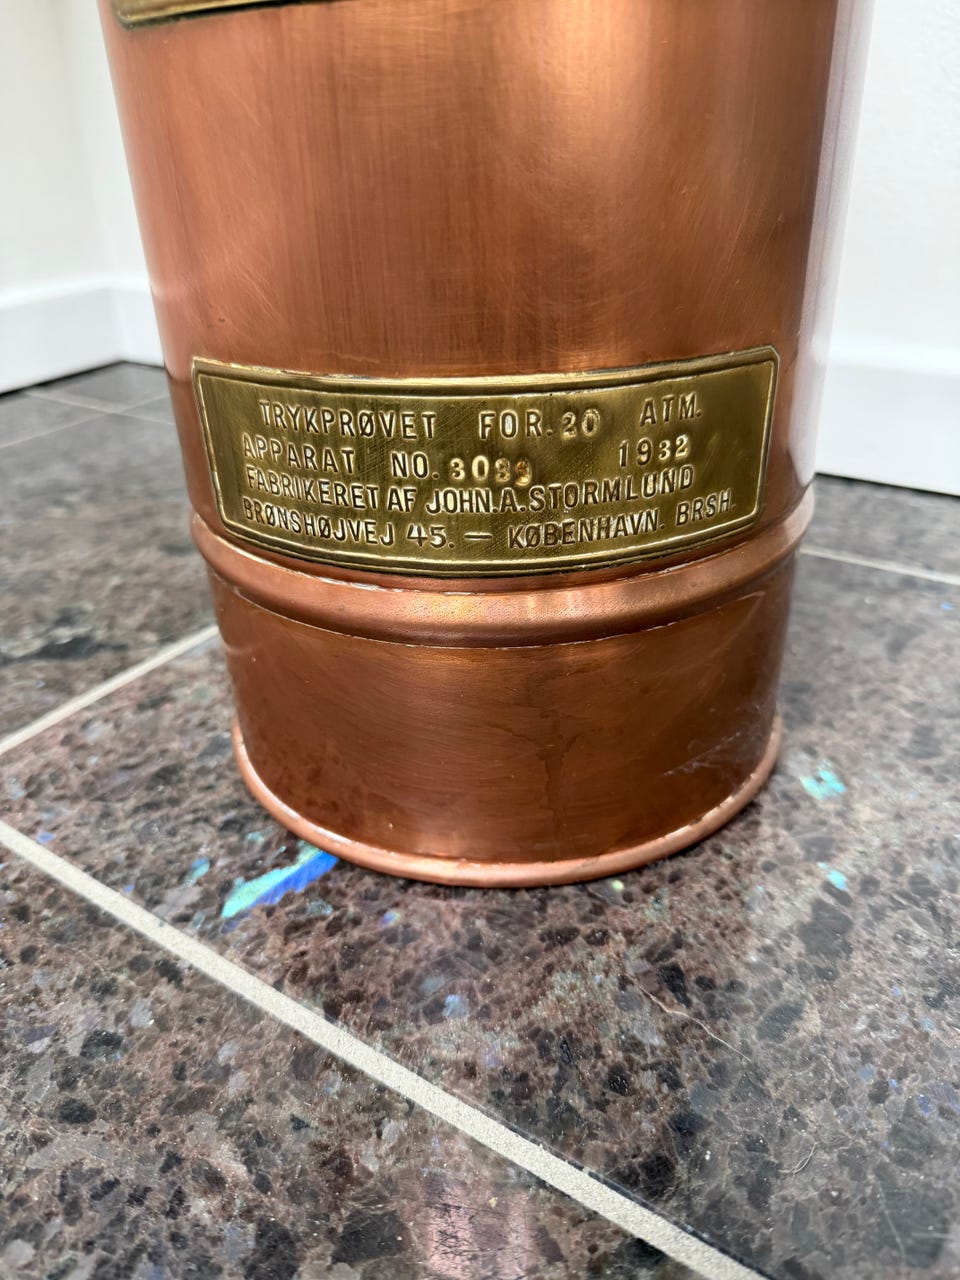 TRYKPRØVET FOR. 20 ATM.
APPARAT NO. 1932
FABRIKERET AF JOHN. A. STORMLUND
BRØNSHØJVEJ 45. — KØBENHAVN. BRSH.